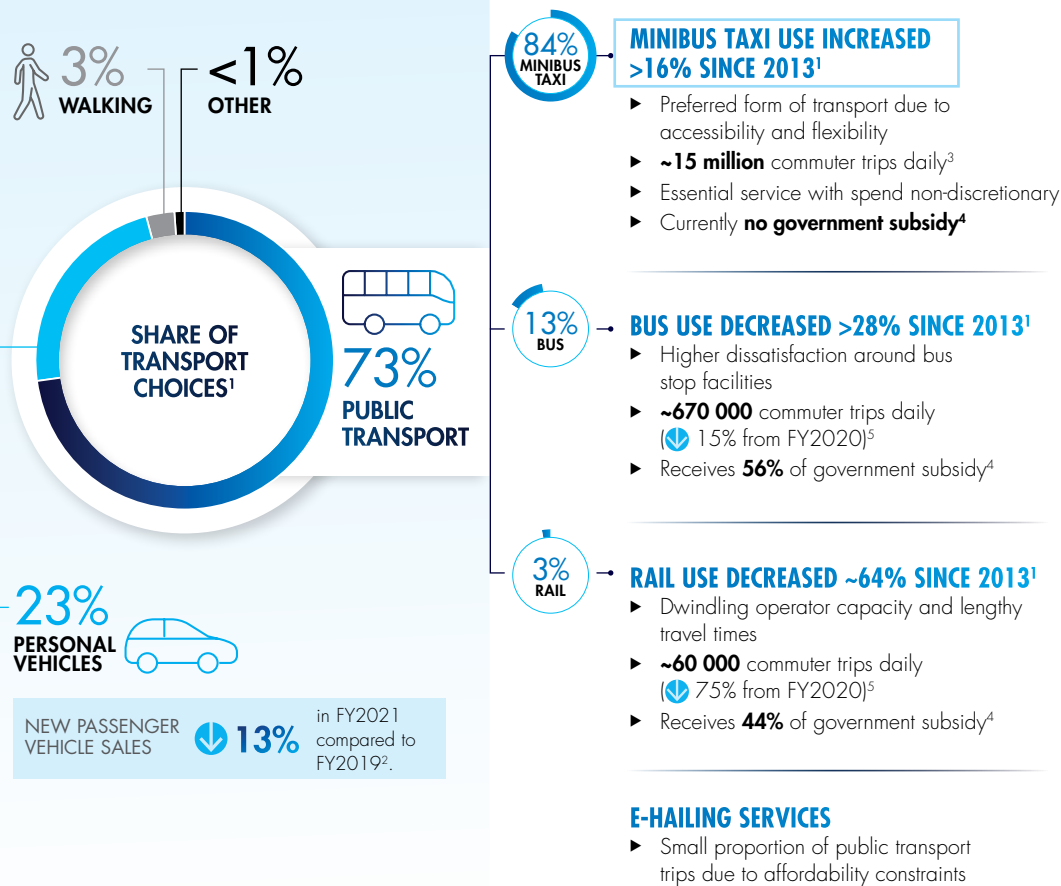 3%
WALKING
<1%
OTHER
SHARE OF
TRANSPORT
CHOICES¹
73%
PUBLIC
TRANSPORT
23%
PERSONAL
VEHICLES
NEW PASSENGER
VEHICLE SALES
13%
in FY2021
compared to
FY2019².
84%
MINIBUS
TAXI
MINIBUS TAXI USE INCREASED
>16% SINCE 2013¹
► Preferred form of transport due to
accessibility and flexibility
► ~15 million commuter trips daily³
► Essential service with spend non-discretionary
► Currently no government subsidy⁴
13%
BUS
BUS USE DECREASED >28% SINCE 2013¹
► Higher dissatisfaction around bus
stop facilities
► ~670 000 commuter trips daily
(↓ 15% from FY2020)⁵
► Receives 56% of government subsidy⁴
3%
RAIL
RAIL USE DECREASED ~64% SINCE 2013¹
► Dwindling operator capacity and lengthy
travel times
► ~60 000 commuter trips daily
(↓ 75% from FY2020)⁵
► Receives 44% of government subsidy⁴
E-HAILING SERVICES
► Small proportion of public transport
trips due to affordability constraints